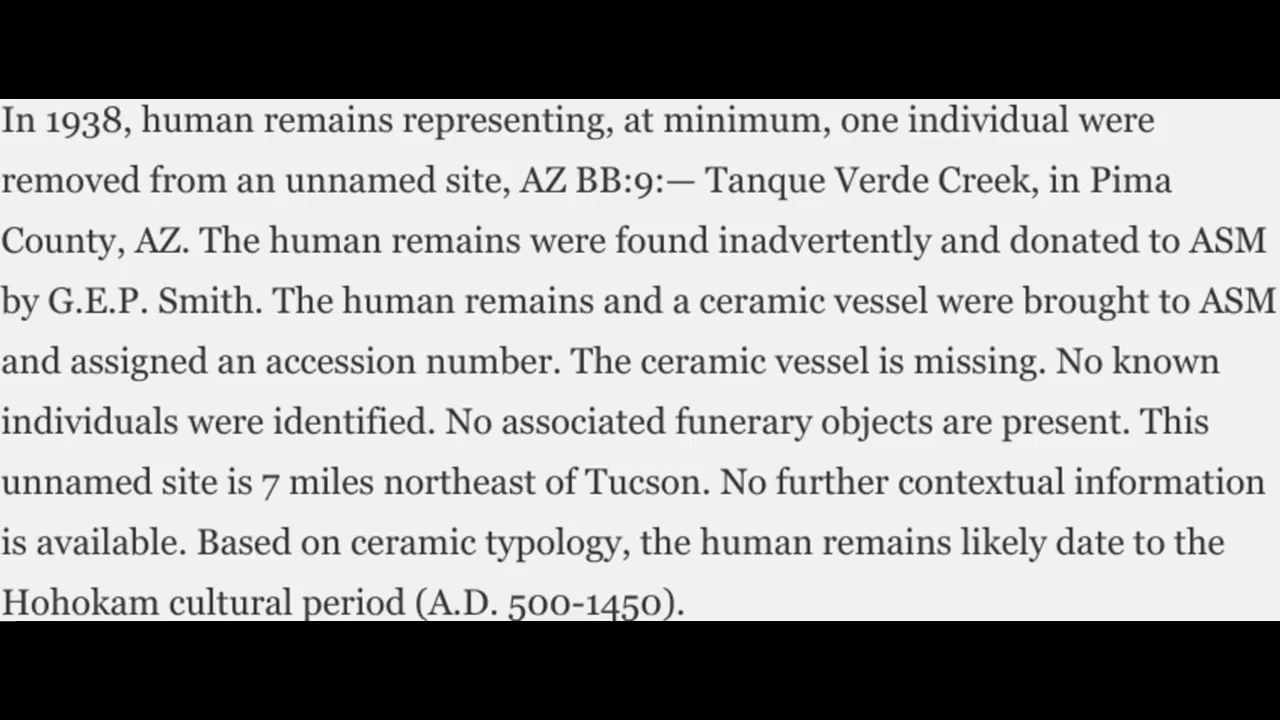 In 1938, human remains representing, at minimum, one individual were
removed from an unnamed site, AZ BB:9:— Tanque Verde Creek, in Pima
County, AZ. The human remains were found inadvertently and donated to ASM
by G.E.P. Smith. The human remains and a ceramic vessel were brought to ASM
and assigned an accession number. The ceramic vessel is missing. No known
individuals were identified. No associated funerary objects are present. This
unnamed site is 7 miles northeast of Tucson. No further contextual information
is available. Based on ceramic typology, the human remains likely date to the
Hohokam cultural period (A.D. 500-1450).